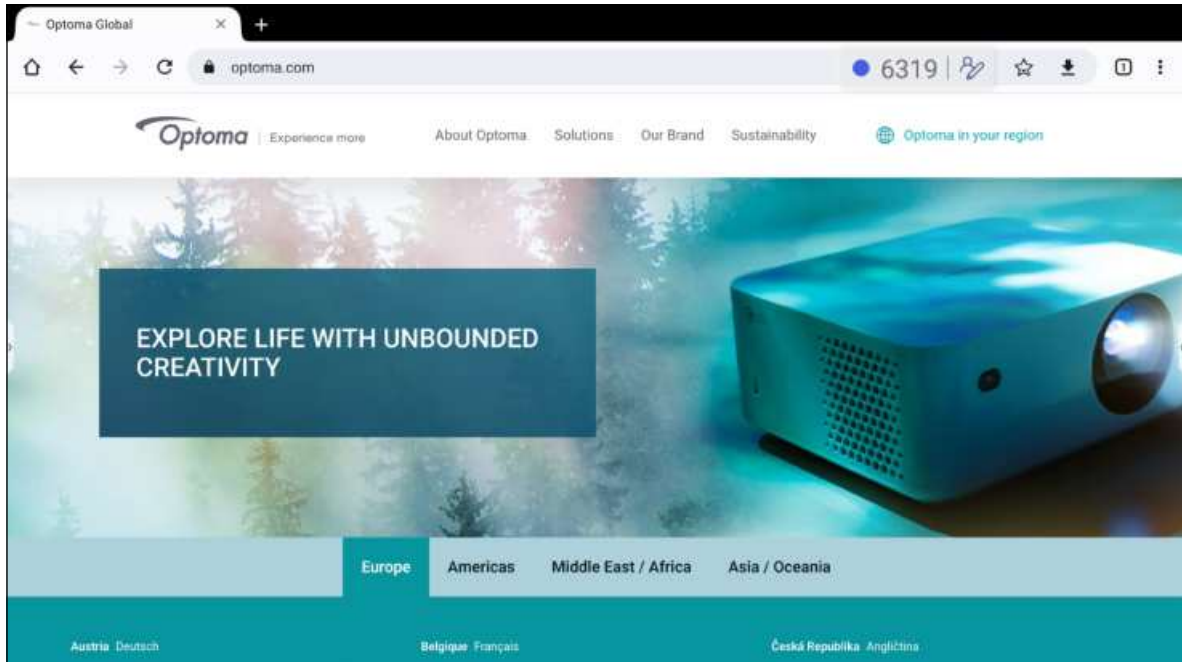 Optoma Global
optoma.com
6319
1
Optoma | Experience more
About Optoma
Solutions
Our Brand
Sustainability
Optoma in your region
EXPLORE LIFE WITH UNBOUNDED
CREATIVITY
Europe
Americas
Middle East / Africa
Asia / Oceania
Austria Deutsch
Belgique Français
Česká Republika Angličtina